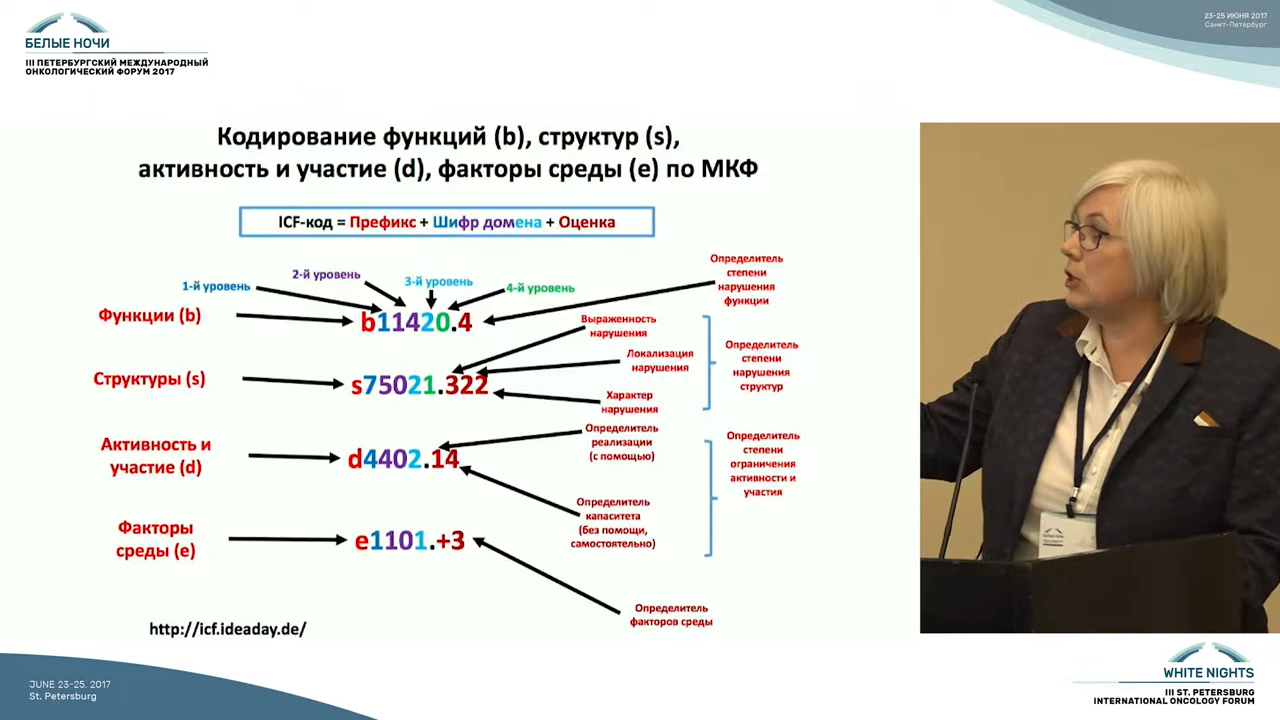 БЕЛЫЕ НОЧИ
III ПЕТЕРБУРГСКИЙ МЕЖДУНАРОДНЫЙ
ОНКОЛОГИЧЕСКИЙ ФОРУМ 2017
23-25 ИЮНЯ 2017
Санкт-Петербург
Кодирование функций (b), структур (s),
активность и участие (d), факторы среды (e) по МКФ
ICF-код = Префикс + Шифр домена + Оценка
1-й уровень
2-й уровень
3-й уровень
4-й уровень
Определитель
степени
нарушения
функции
Функции (b)
b11420.4
Выраженность
нарушения
Локализация
нарушения
Определитель
степени
нарушения
структур
Структуры (s)
s75021.322
Характер
нарушения
Активность и
участие (d)
d4402.14
Определитель
реализации
(с помощью)
Определитель
степени
ограничения
активности и
участия
Определитель
капаситета
(без помощи,
самостоятельно)
Факторы
среды (e)
e1101.+3
Определитель
факторов среды
http://icf.ideaday.de/
JUNE 23-25, 2017
St. Petersburg
WHITE NIGHTS
III ST. PETERSBURG
INTERNATIONAL ONCOLOGY FORUM